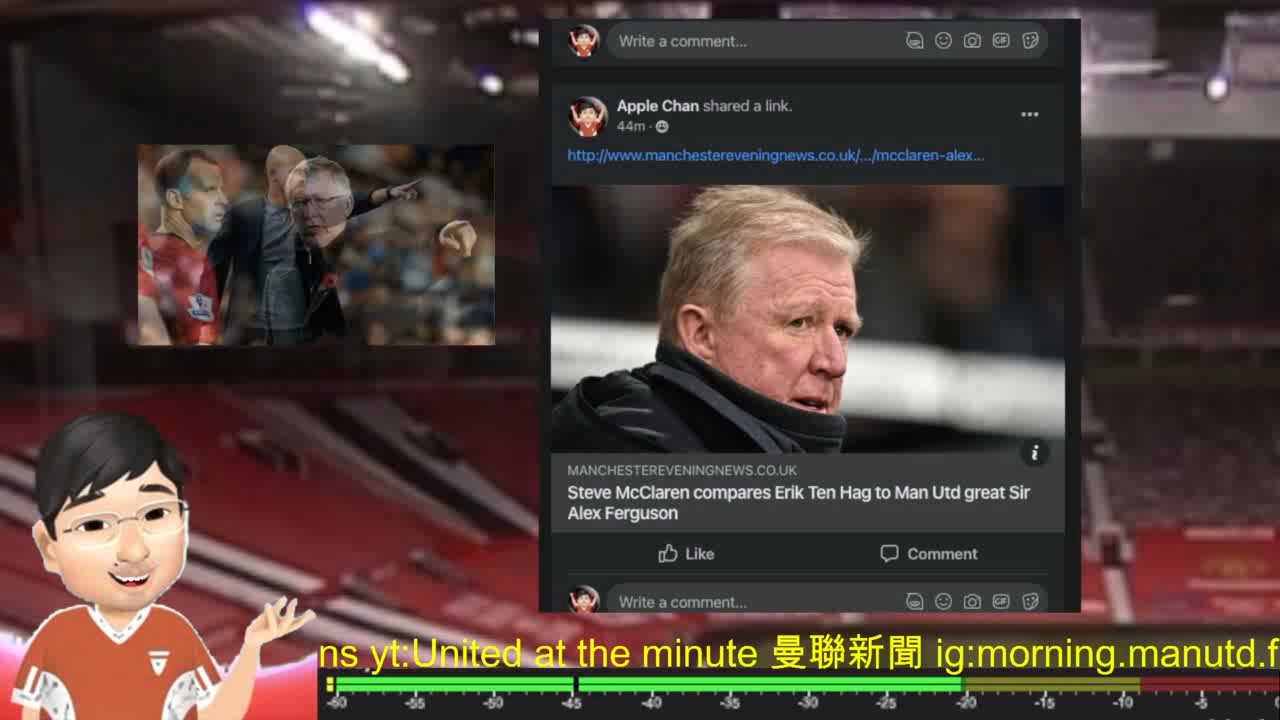 Write a comment...
Apple Chan shared a link.
44m
http://www.manchestereveningnews.co.uk/.../mcclaren-alex...
MANCHESTEREVENINGNEWS.CO.UK
Steve McClaren compares Erik Ten Hag to Man Utd great Sir
Alex Ferguson
Like
Comment
Write a comment...
ns yt:United at the minute 曼聯新聞 ig:morning.manutd.f
-60 -55 -50 -45 -40 -35 -30 -25 -20 -15 -10 -5 0